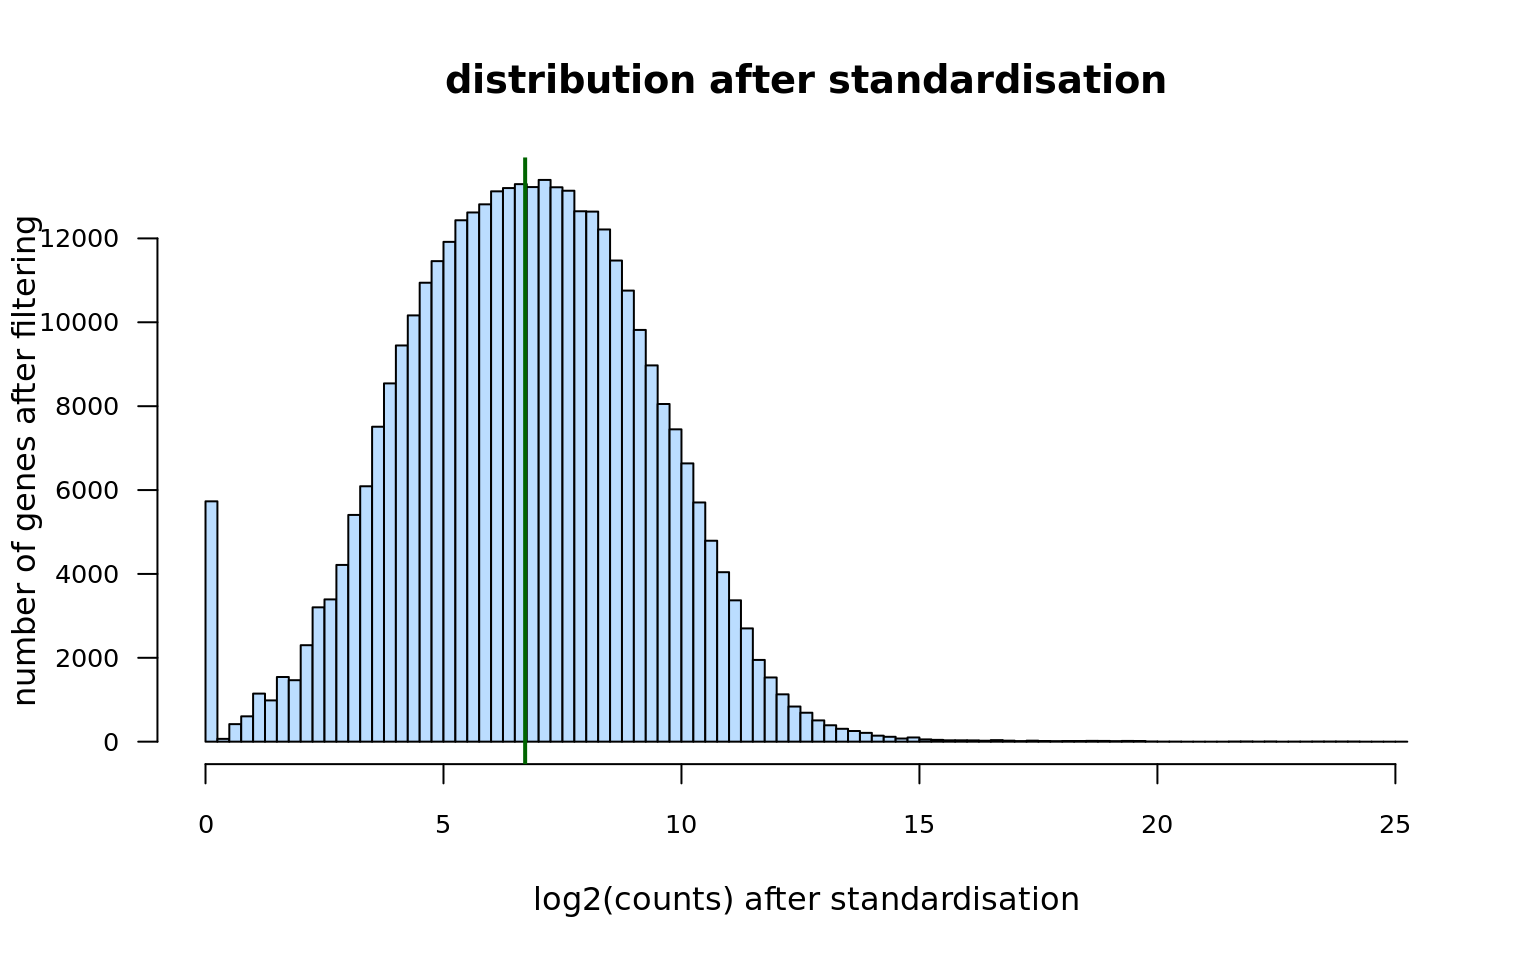 distribution after standardisation
number of genes after filtering
12000
10000
8000
6000
4000
2000
0
0 5 10 15 20 25
log2(counts) after standardisation